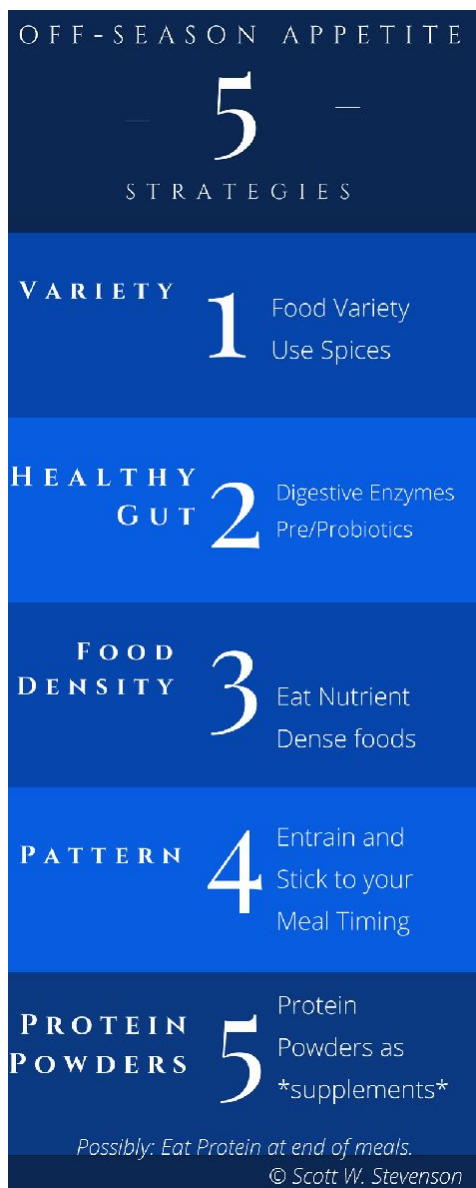 OFF-SEASON APPETITE
5
STRATEGIES
VARIETY
1
Food Variety
Use Spices
HEALTHY
GUT
2
Digestive Enzymes
Pre/Probiotics
FOOD
DENSITY
3
Eat Nutrient
Dense foods
PATTERN
4
Entrain and
Stick to your
Meal Timing
PROTEIN
POWDERS
5
Protein
Powders as
*supplements*
Possibly: Eat Protein at end of meals.
© Scott W. Stevenson